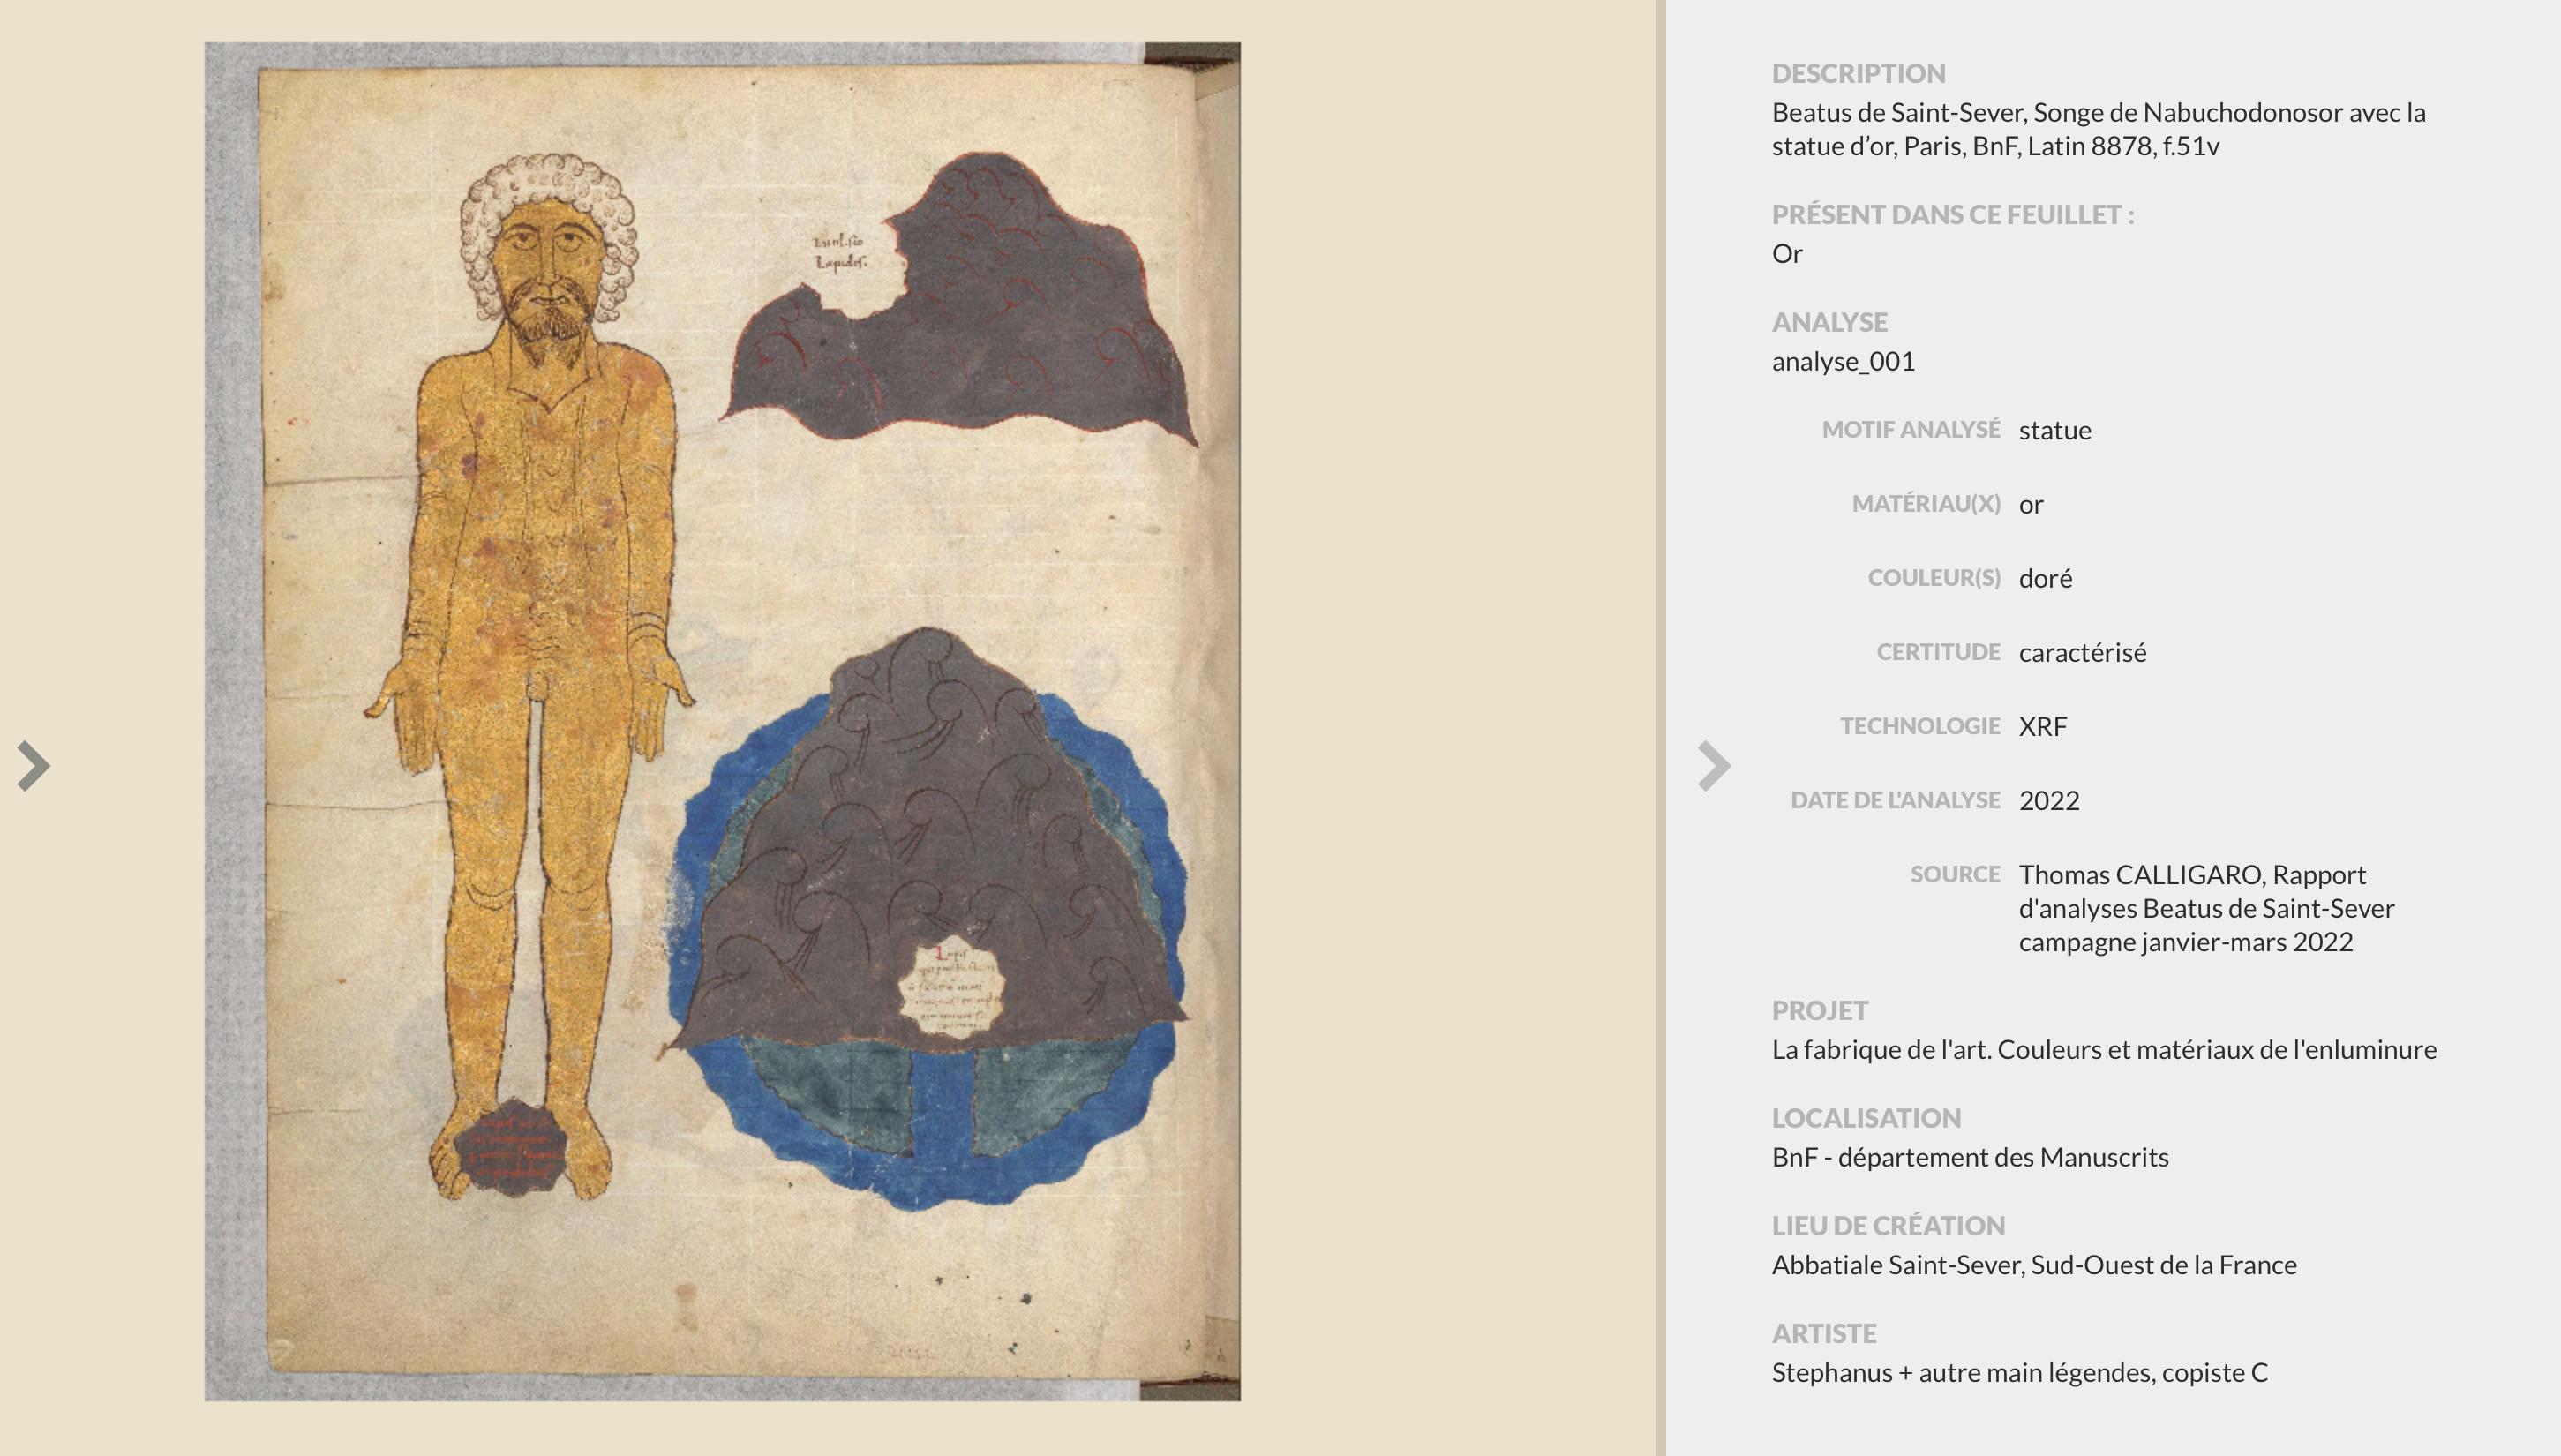 Lapidis.
DESCRIPTION
Beatus de Saint-Sever, Songe de Nabuchodonosor avec la
statue d’or, Paris, BnF, Latin 8878, f.51v
PRÉSENT DANS CE FEUILLET :
Or
ANALYSE
analyse_001
MOTIF ANALYSÉ statue
MATÉRIAU(X) or
COULEUR(S) doré
CERTITUDE caractérisé
TECHNOLOGIE XRF
DATE DE L'ANALYSE 2022
SOURCE Thomas CALLIGARO, Rapport
d'analyses Beatus de Saint-Sever
campagne janvier-mars 2022
PROJET
La fabrique de l'art. Couleurs et matériaux de l'enluminure
LOCALISATION
BnF - département des Manuscrits
LIEU DE CRÉATION
Abbatiale Saint-Sever, Sud-Ouest de la France
ARTISTE
Stephanus + autre main légendes, copiste C